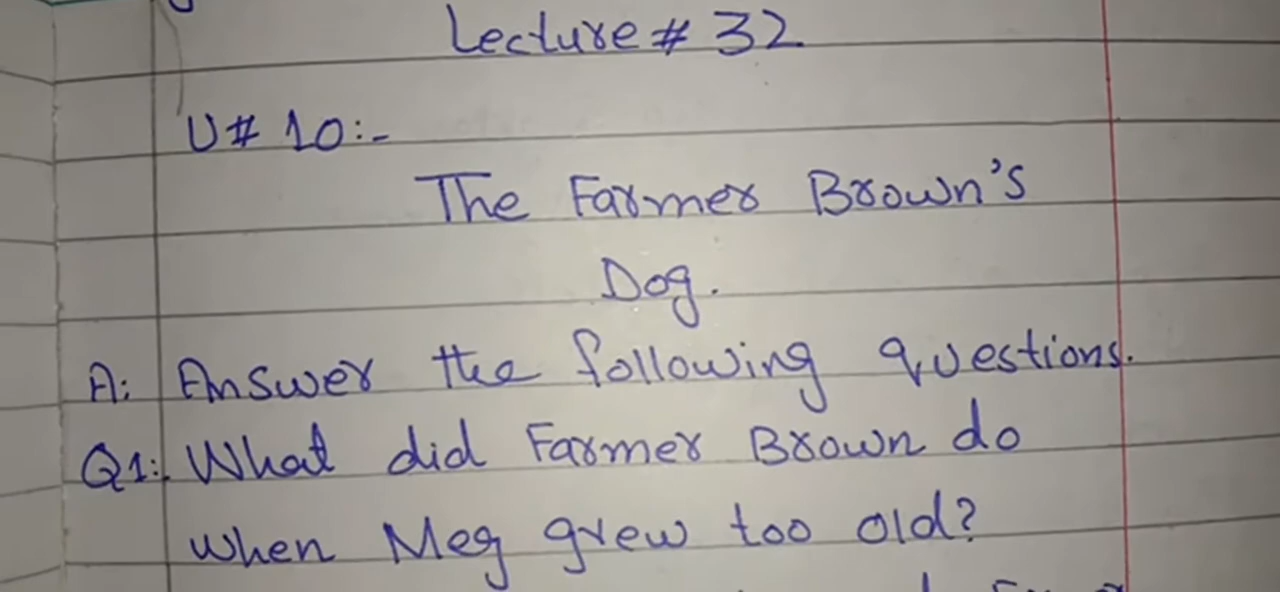 Lecture # 32
U# 10:-
The Farmer Brown's
Dog.
A: Answer the following questions.
Q1: What did Farmer Brown do
when Meg grew too old?